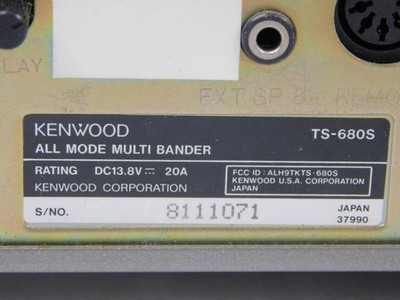 LAY
EXT SP 8Ω REMO
KENWOOD TS-680S
ALL MODE MULTI BANDER
RATING DC13.8V⎓ 20A
KENWOOD CORPORATION
FCC ID : ALH9TKTS-680S
KENWOOD U.S.A. CORPORATION
JAPAN
S/NO. 8111071
JAPAN
37990